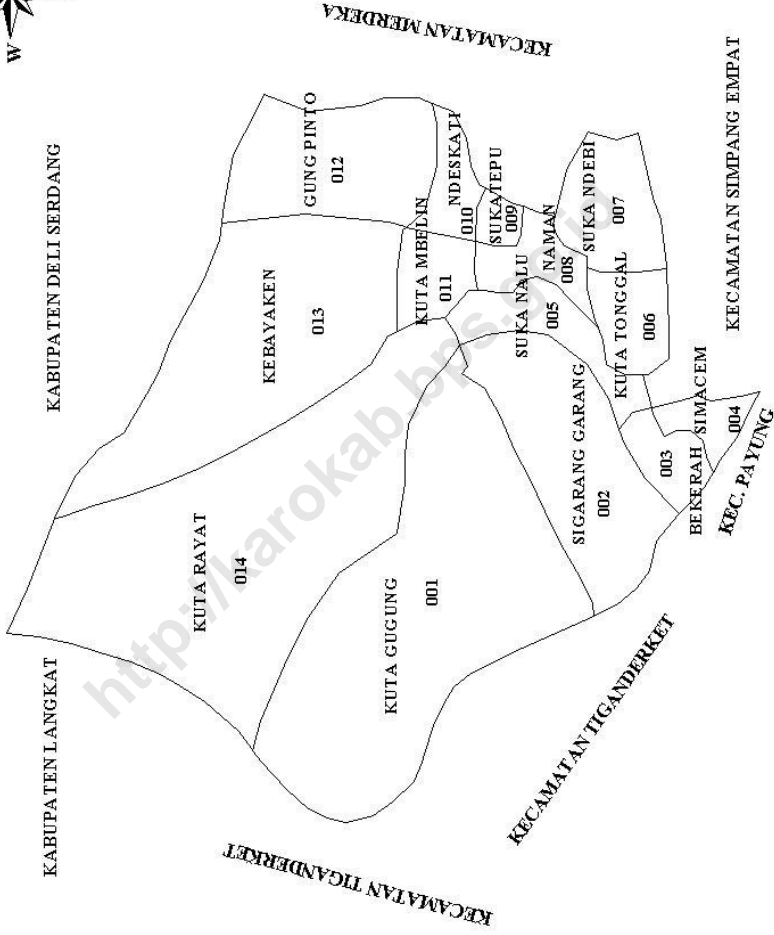 W
KECAMATAN MERDEKA
KABUPATEN DELI SERDANG
KECAMATAN SIMPANG EMPAT
GUNG PINTO
012
NDESKATI
010
SUKATEPU
009
SUKA NDEBI
007
NAMAN
008
KUTA MBELIN
011
KEBAYAKEN
013
SUKA NALU
005
KUTA TONGGAL
006
SIGARANG GARANG
002
SIMACEM
004
BEKERAH
003
KEC. PAYUNG
KUTA RAYAT
014
KUTA GUGUNG
001
KABUPATEN LANGKAT
KECAMATAN TIGANDERKET
KECAMATAN TIGANDERKET
http://karokab.bps.go.id